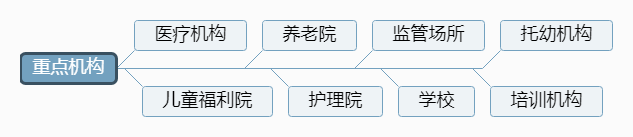 医疗机构
养老院
监管场所
托幼机构
重点机构
儿童福利院
护理院
学校
培训机构